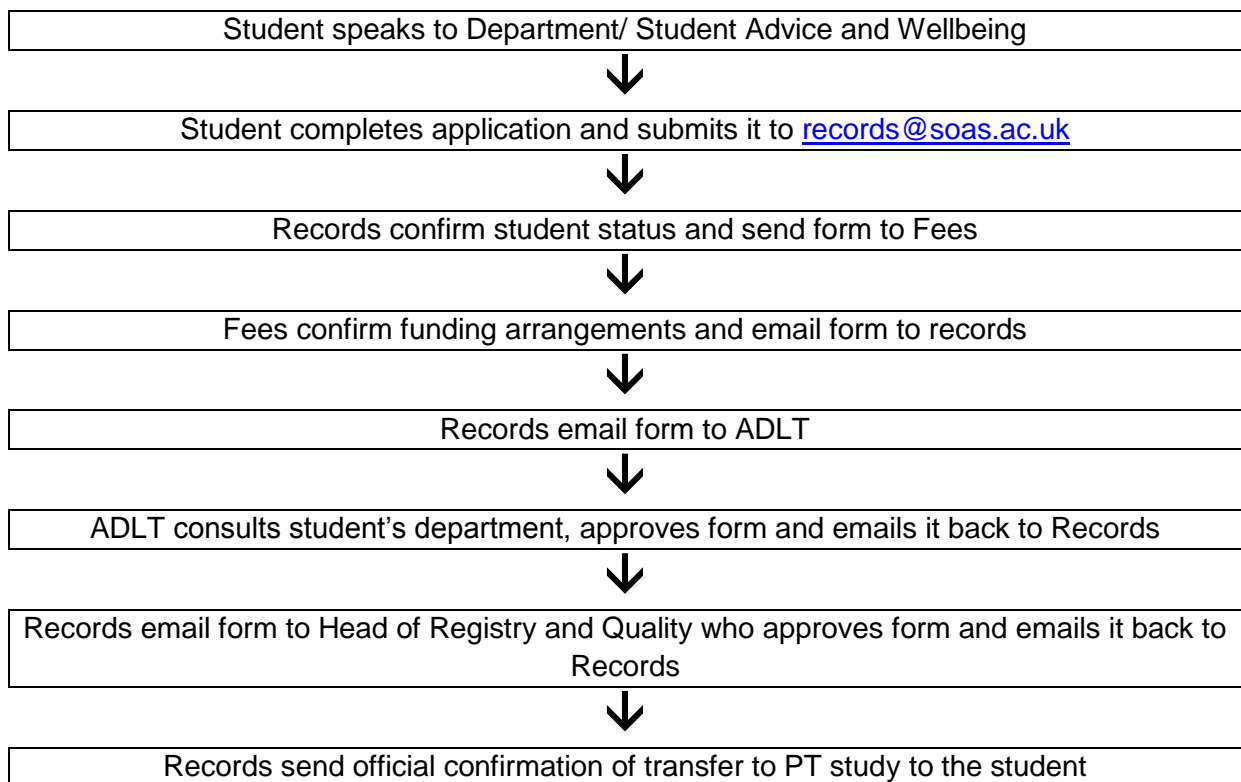 Student speaks to Department/ Student Advice and Wellbeing
Student completes application and submits it to records@soas.ac.uk
Records confirm student status and send form to Fees
Fees confirm funding arrangements and email form to records
Records email form to ADLT
ADLT consults student’s department, approves form and emails it back to Records
Records email form to Head of Registry and Quality who approves form and emails it back to
Records
Records send official confirmation of transfer to PT study to the student